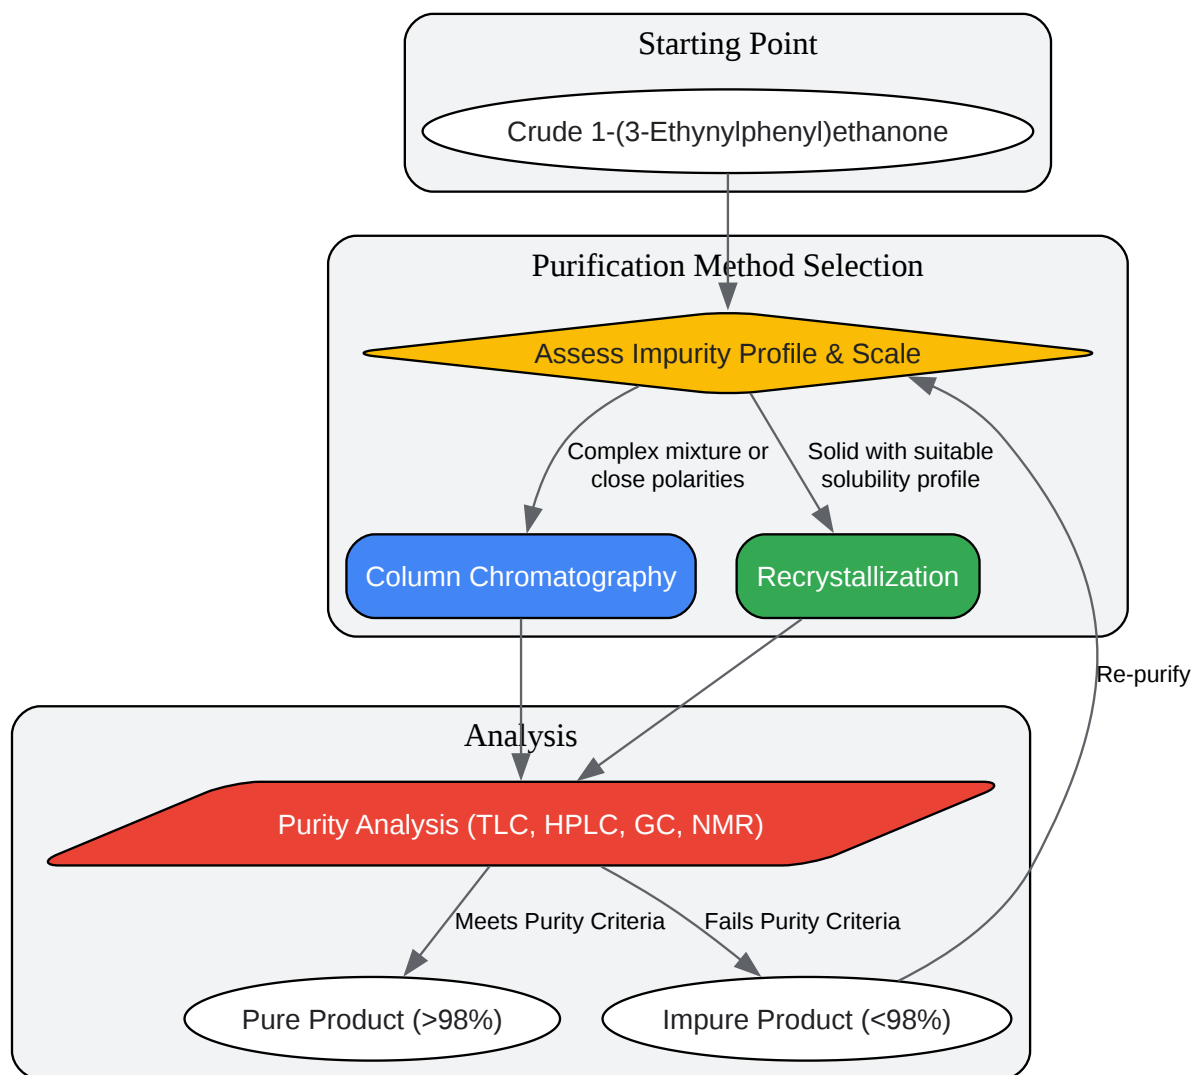 Starting Point
Crude 1-(3-Ethynylphenyl)ethanone
Purification Method Selection
Assess Impurity Profile & Scale
Complex mixture or
close polarities
Solid with suitable
solubility profile
Column Chromatography
Recrystallization
Re-purify
Analysis
Purity Analysis (TLC, HPLC, GC, NMR)
Meets Purity Criteria
Fails Purity Criteria
Pure Product (>98%)
Impure Product (<98%)